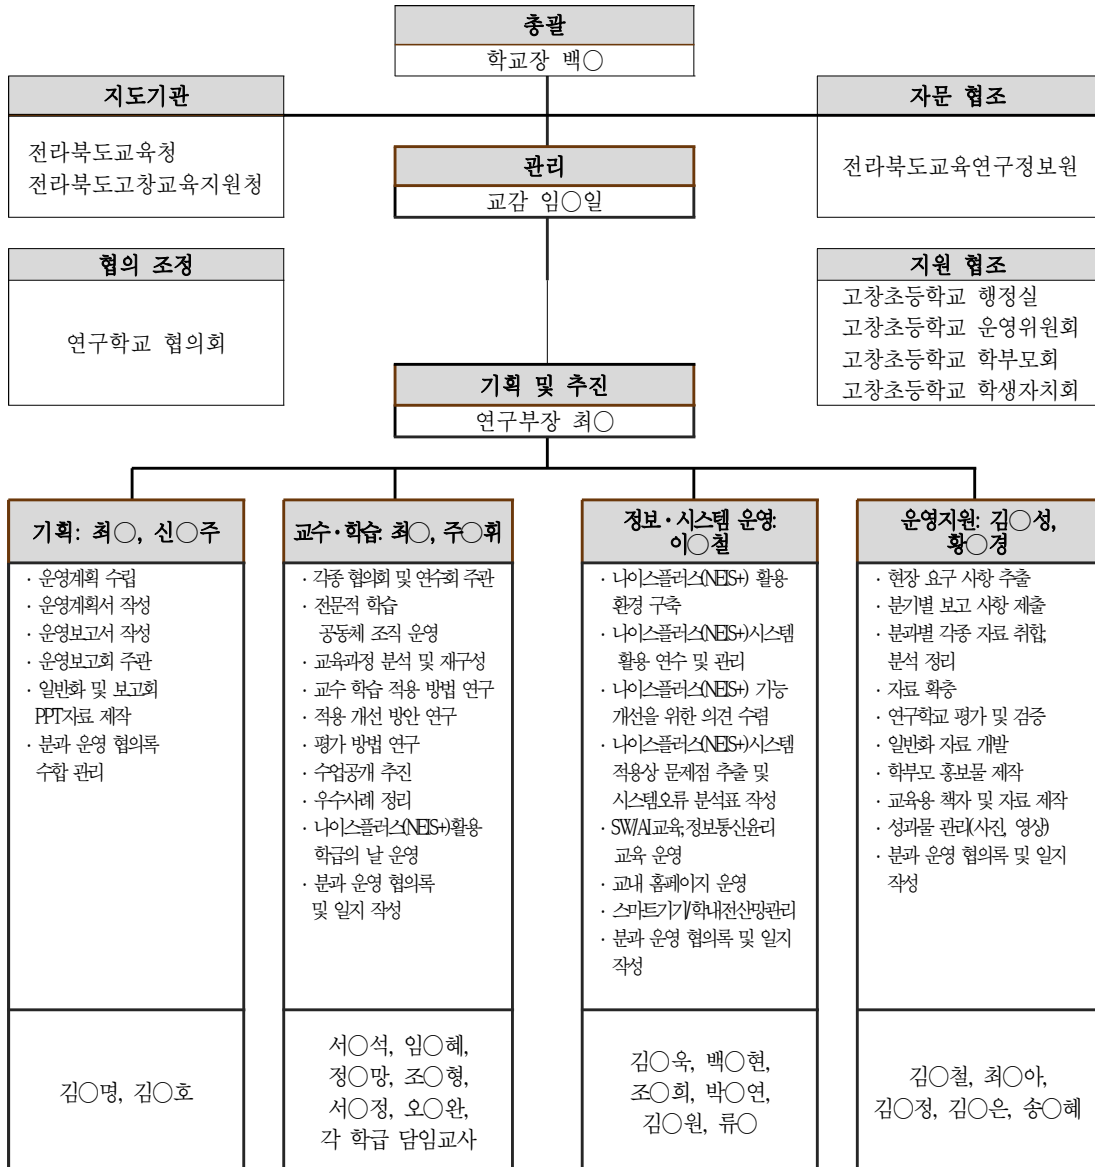 총괄
학교장 백○
지도기관
전라북도교육청
전라북도고창교육지원청
관리
교감 임○일
자문 협조
전라북도교육연구정보원
협의 조정
연구학교 협의회
지원 협조
고창초등학교 행정실
고창초등학교 운영위원회
고창초등학교 학부모회
고창초등학교 학생자치회
기획 및 추진
연구부장 최○
기획: 최○, 신○주
· 운영계획 수립
· 운영계획서 작성
· 운영보고서 작성
· 운영보고회 주관
· 일반화 및 보고회
PPT자료 제작
· 분과 운영 협의록
수합 관리
김○명, 김○호
교수·학습: 최○, 주○휘
· 각종 협의회 및 연수회 주관
· 전문적 학습
공동체 조직 운영
· 교육과정 분석 및 재구성
· 교수 학습 적용 방법 연구
· 적용 개선 방안 연구
· 평가 방법 연구
· 수업공개 추진
· 우수사례 정리
· 나이스플러스(NEIS+)활용
학급의 날 운영
· 분과 운영 협의록
및 일지 작성
서○석, 임○혜,
정○망, 조○형,
서○정, 오○완,
각 학급 담임교사
정보·시스템 운영:
이○철
· 나이스플러스(NEIS+) 활용
환경 구축
· 나이스플러스(NEIS+)시스템
활용 연수 및 관리
· 나이스플러스(NEIS+) 기능
개선을 위한 의견 수렴
· 나이스플러스(NEIS+)시스템
적용상 문제점 추출 및
시스템오류 분석표 작성
· SW/AI교육,정보통신윤리
교육 운영
· 교내 홈페이지 운영
· 스마트기기/학내전산망관리
· 분과 운영 협의록 및 일지
작성
김○욱, 백○현,
조○희, 박○연,
김○원, 류○
운영지원: 김○성,
황○경
· 현장 요구 사항 추출
· 분기별 보고 사항 제출
· 분과별 각종 자료 취합,
분석 정리
· 자료 확충
· 연구학교 평가 및 검증
· 일반화 자료 개발
· 학부모 홍보물 제작
· 교육용 책자 및 자료 제작
· 성과물 관리(사진, 영상)
· 분과 운영 협의록 및 일지
작성
김○철, 최○아,
김○정, 김○은, 송○혜